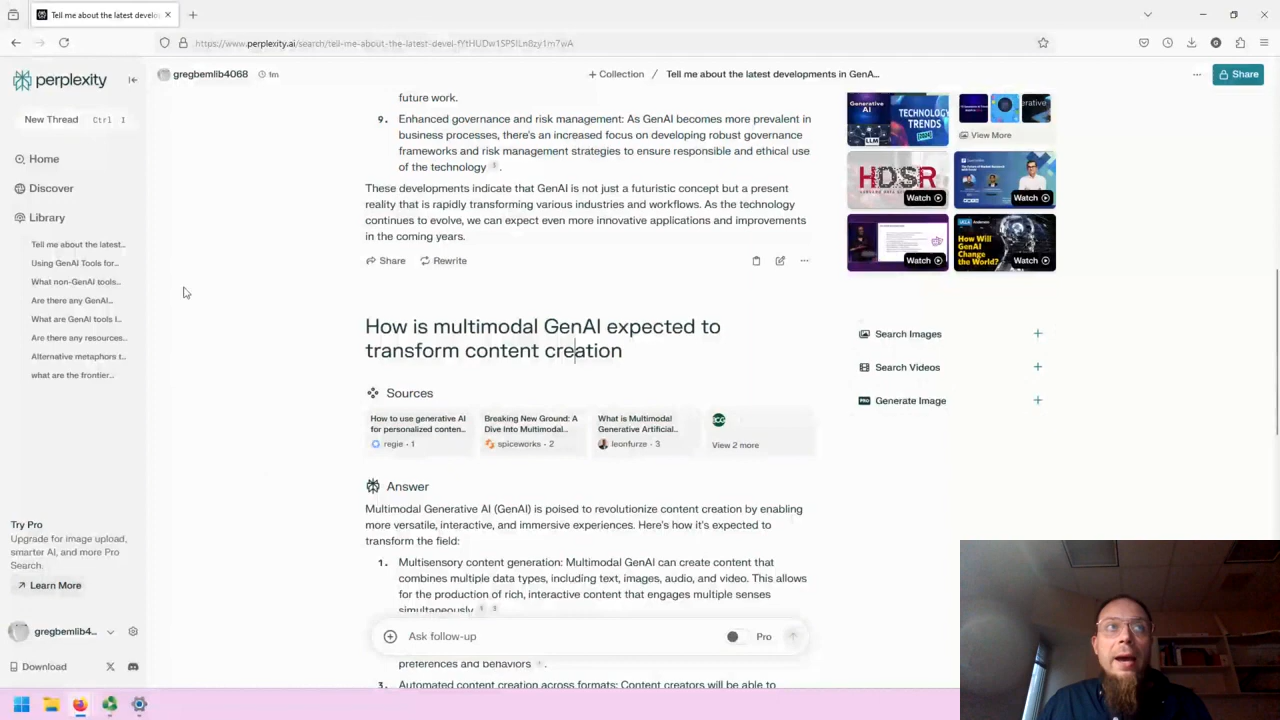 Tell me about the latest develop
https://www.perplexity.ai/search/tell-me-about-the-latest-devel-fYtHUDw1SPSILn8zy1m7wA
perplexity
New Thread Ctrl 1
Home
Discover
Library
Tell me about the latest...
Using GenAI Tools for...
What non-GenAI tools...
Are there any GenAI...
What are GenAI tools I...
Are there any resources...
Alternative metaphors t...
what are the frontier...
Try Pro
Upgrade for image upload,
smarter AI, and more Pro
Search.
Learn More
gregbemlib4...
Download
gregbemlib4068
1m
Collection / Tell me about the latest developments in GenA...
Share
future work.
9. Enhanced governance and risk management: As GenAI becomes more prevalent in
business processes, there's an increased focus on developing robust governance
frameworks and risk management strategies to ensure responsible and ethical use
of the technology
These developments indicate that GenAI is not just a futuristic concept but a present
reality that is rapidly transforming various industries and workflows. As the technology
continues to evolve, we can expect even more innovative applications and improvements
in the coming years.
Share Rewrite
How is multimodal GenAI expected to
transform content creation
Sources
How to use generative AI
for personalized conten...
regie · 1
Breaking New Ground: A
Dive Into Multimodal...
spiceworks · 2
What is Multimodal
Generative Artificial...
leonfurze · 3
View 2 more
Answer
Multimodal Generative AI (GenAI) is poised to revolutionize content creation by enabling
more versatile, interactive, and immersive experiences. Here's how it's expected to
transform the field:
1. Multisensory content generation: Multimodal GenAI can create content that
combines multiple data types, including text, images, audio, and video. This allows
for the production of rich, interactive content that engages multiple senses
simultaneously 1 3
Ask follow-up
Pro
preferences and behaviors
3. Automated content creation across formats: Content creators will be able to
Generative
AI
LLM
TECHNOLOGY
TRENDS
View More
HDSR
Watch
Watch
Watch
How Will
GenAI
Change
the World?
Watch
Search Images
Search Videos
Generate Image